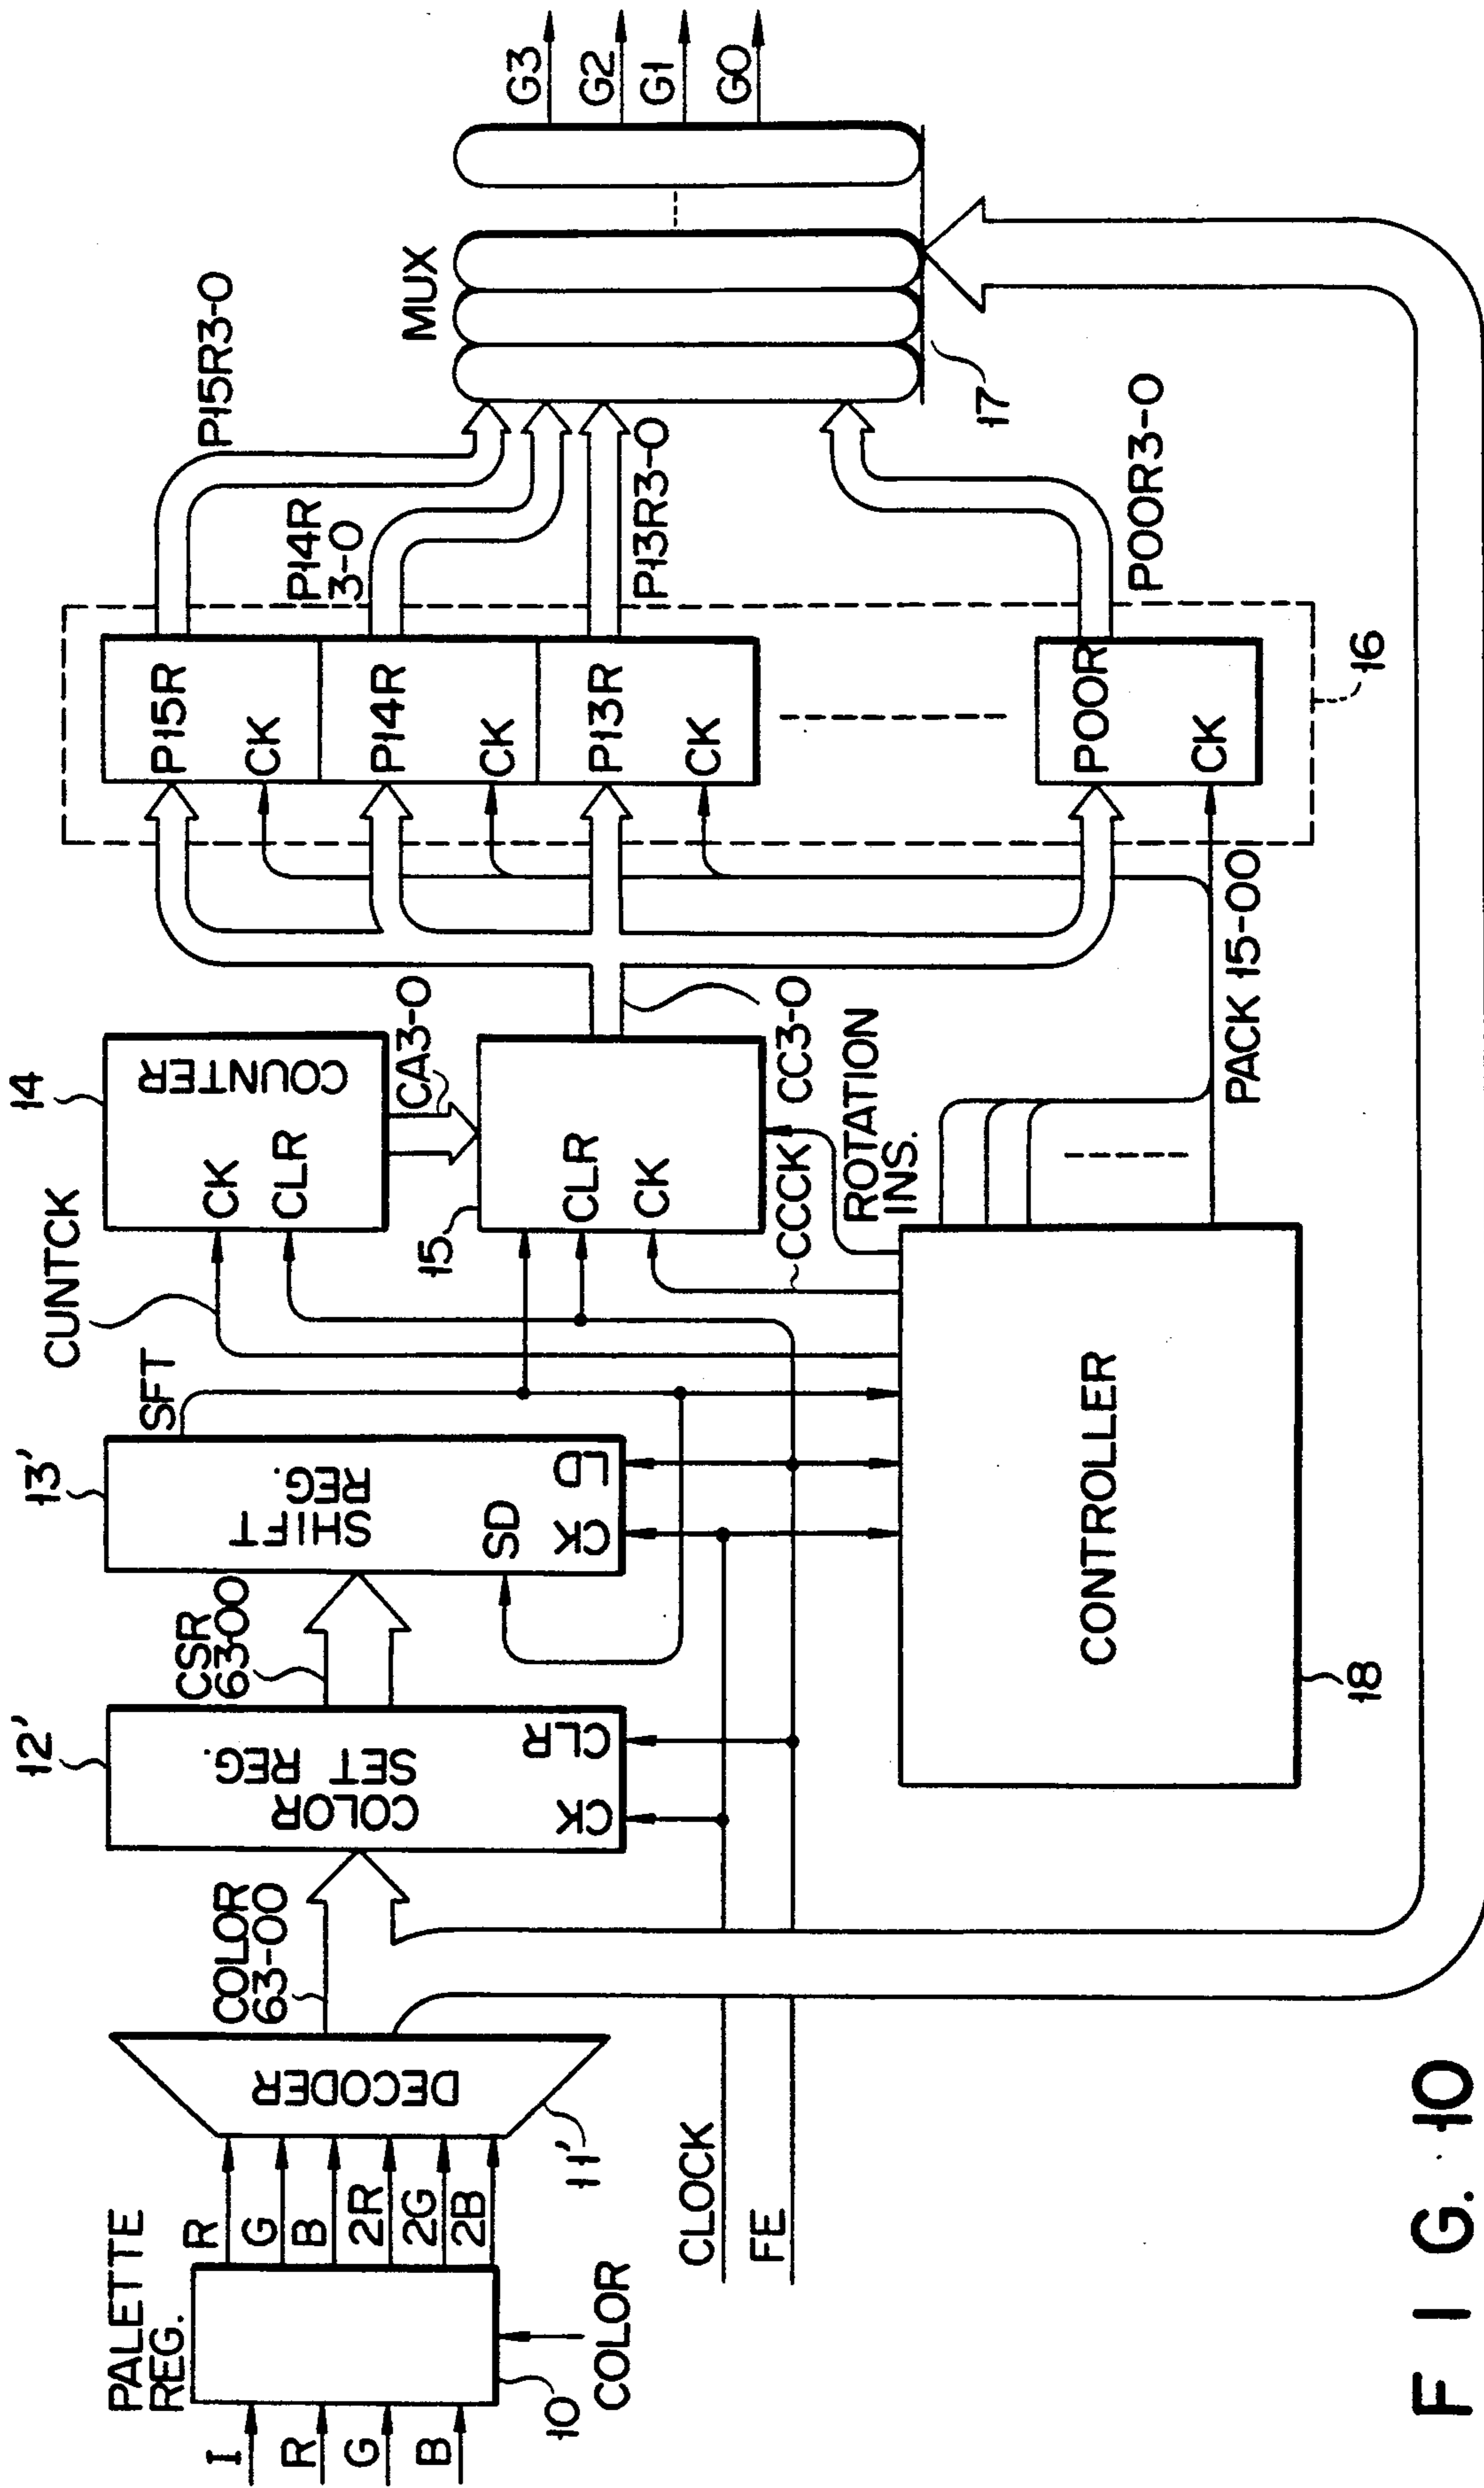 PALETTE
REG.
I
R
G
B
10
COLOR
R
G
B
2R
2G
2B
DECODER
11'
COLOR
63-00
12'
COLOR
SET REG.
CK
CLR
CSR
63-00
13'
SHIFT
REG.
SD
CK
LD
SFT
CUNTCK
14
COUNTER
CK
CLR
CA3-0
15
CLR
CK
CC3-0
CCCK
ROTATION
INS.
CLOCK
FE
CONTROLLER
18
PACK 15-00
P15R
CK
P14R
CK
P13R
CK
P00R
CK
16
P15R3-0
P14R
3-0
P13R3-0
P00R3-0
MUX
17
G3
G2
G1
G0
FIG. 10